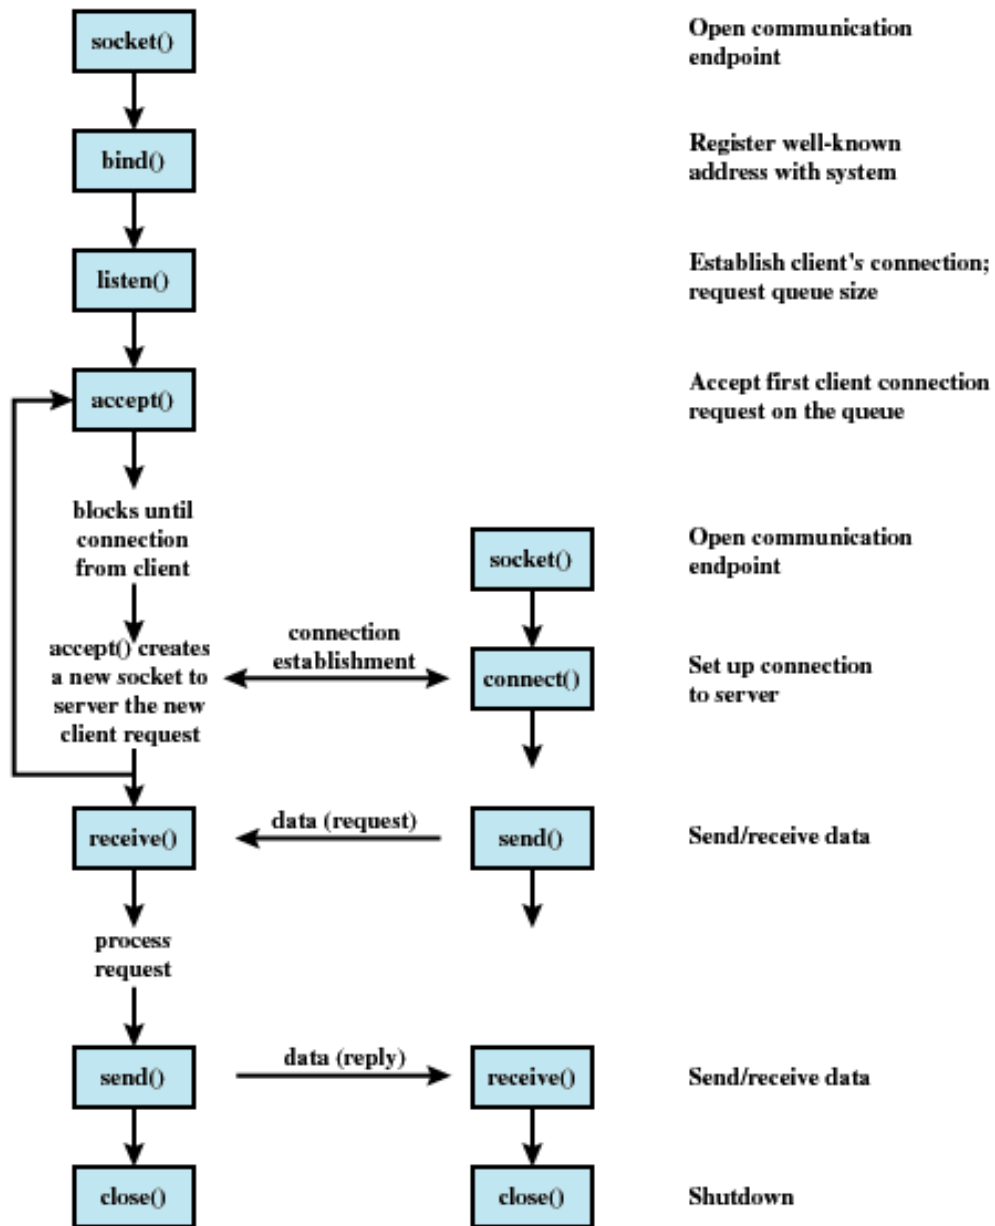 socket()
Open communication
endpoint
bind()
Register well-known
address with system
listen()
Establish client's connection;
request queue size
accept()
Accept first client connection
request on the queue
blocks until
connection
from client
socket()
Open communication
endpoint
accept() creates
a new socket to
server the new
client request
connection
establishment
connect()
Set up connection
to server
receive()
data (request)
send()
Send/receive data
process
request
send()
data (reply)
receive()
Send/receive data
close()
close()
Shutdown